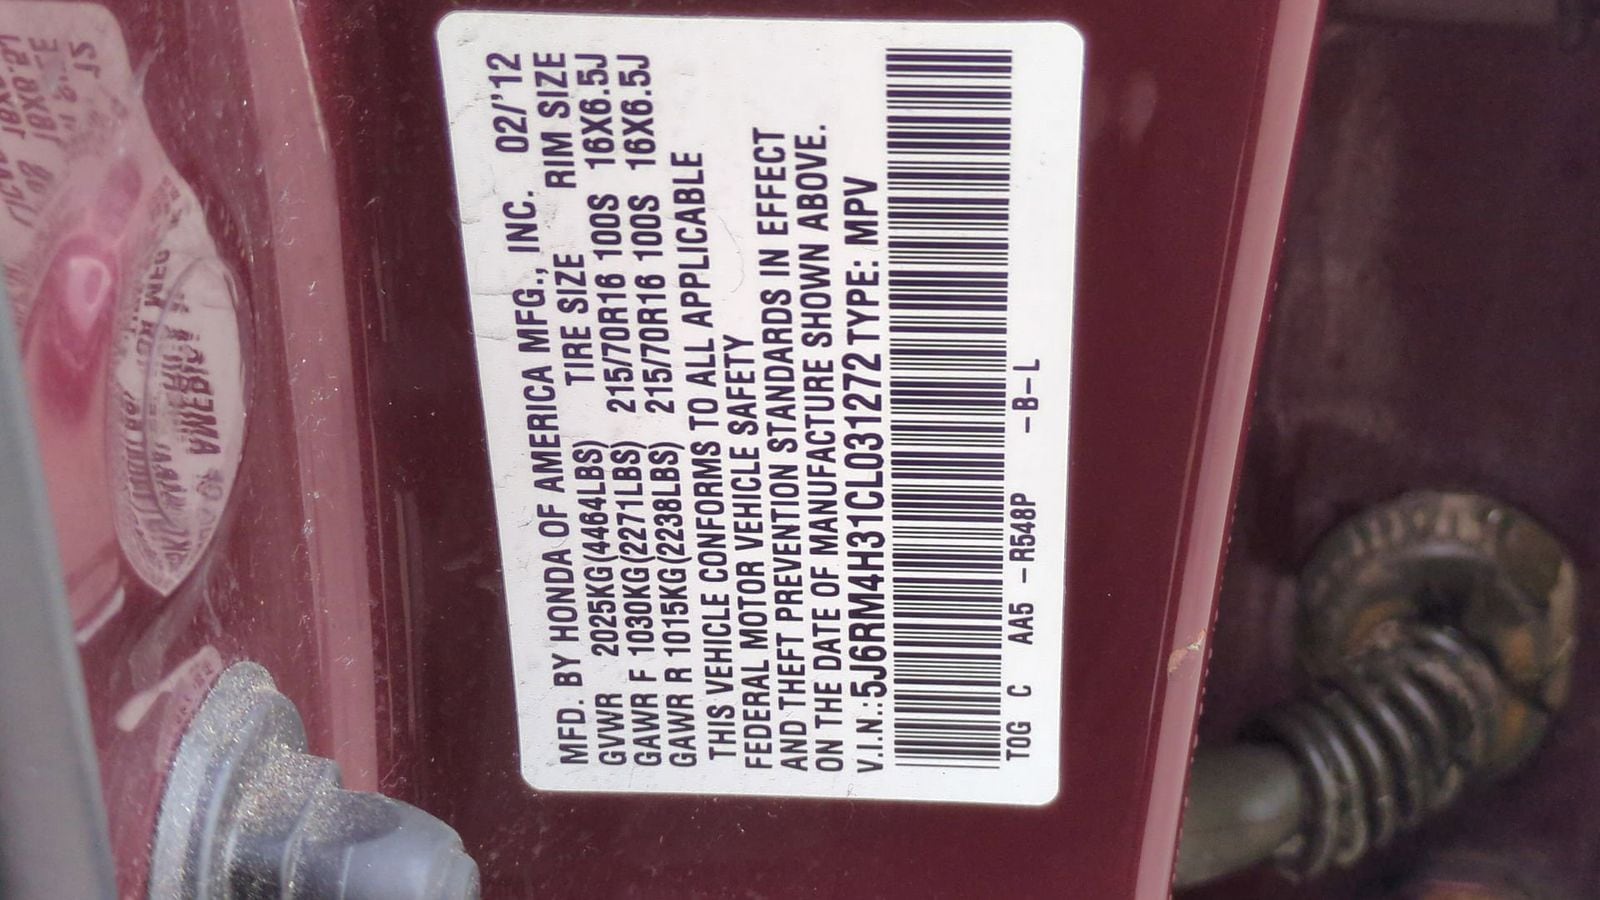 MFD. BY HONDA OF AMERICA MFG., INC. 02/'12
GVWR 2025KG(4464LBS) TIRE SIZE RIM SIZE
GAWR F 1030KG(2271LBS) 215/70R16 100S 16X6.5J
GAWR R 1015KG(2238LBS) 215/70R16 100S 16X6.5J
THIS VEHICLE CONFORMS TO ALL APPLICABLE
FEDERAL MOTOR VEHICLE SAFETY
AND THEFT PREVENTION STANDARDS IN EFFECT
ON THE DATE OF MANUFACTURE SHOWN ABOVE.
V.I.N.:5J6RM4H31CL031272 TYPE: MPV
TOG C AA5 -R548P -B-L